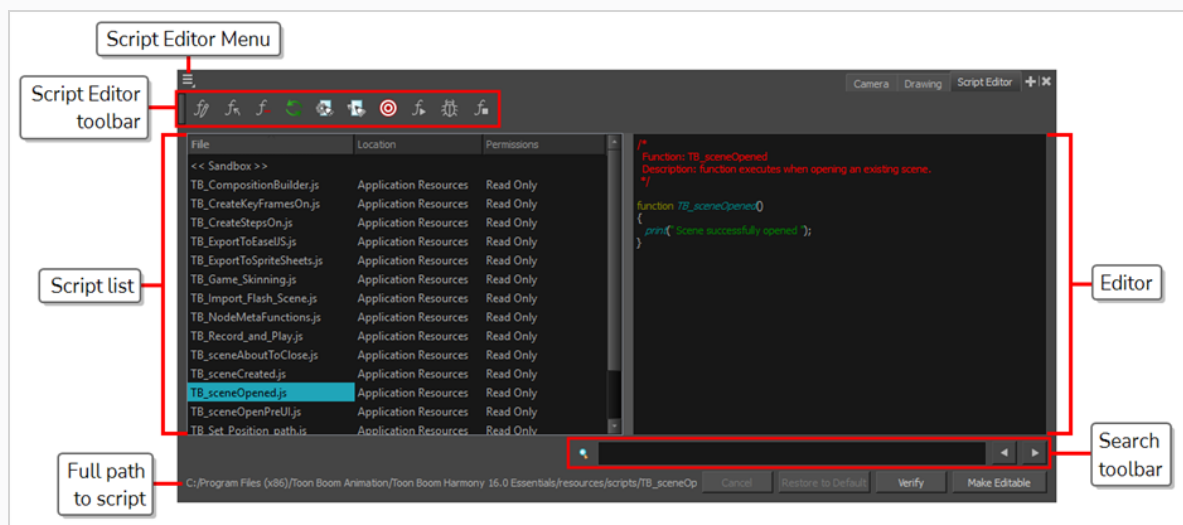 Script Editor Menu
Camera
Drawing
Script Editor
Script Editor
toolbar
File
Location
Permissions
<< Sandbox >>
TB_CompositionBuilder.js Application Resources Read Only
TB_CreateKeyFramesOn.js Application Resources Read Only
TB_CreateStepsOn.js Application Resources Read Only
TB_ExportToEaselJS.js Application Resources Read Only
TB_ExportToSpriteSheets.js Application Resources Read Only
TB_Game_Skinning.js Application Resources Read Only
TB_Import_Flash_Scene.js Application Resources Read Only
TB_NodeMetaFunctions.js Application Resources Read Only
TB_Record_and_Play.js Application Resources Read Only
TB_sceneAboutToClose.js Application Resources Read Only
TB_sceneCreated.js Application Resources Read Only
TB_sceneOpened.js Application Resources Read Only
TB_sceneOpenPreUI.js Application Resources Read Only
TB_Set_Position_path.js Application Resources Read Only
/*
Function: TB_sceneOpened
Description: function executes when opening an existing scene.
*/
function TB_sceneOpened()
{
print(" Scene successfully opened ");
}
Script list
Editor
Search
toolbar
Full path
to script
C:/Program Files (x86)/Toon Boom Animation/Toon Boom Harmony 16.0 Essentials/resources/scripts/TB_sceneOp
Cancel
Restore to Default
Verify
Make Editable